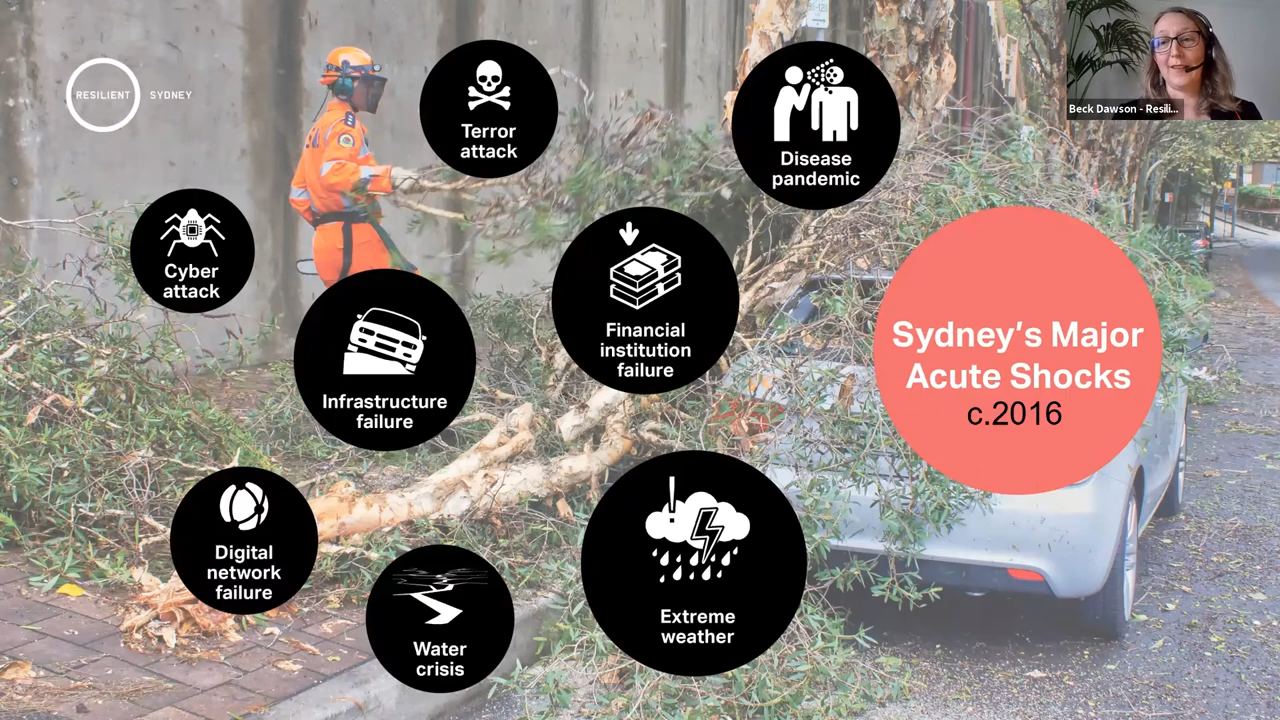 RESILIENT SYDNEY
Terror
attack
Disease
pandemic
Beck Dawson - Resili...
Cyber
attack
Infrastructure
failure
Financial
institution
failure
Sydney's Major
Acute Shocks
c.2016
Digital
network
failure
Water
crisis
Extreme
weather